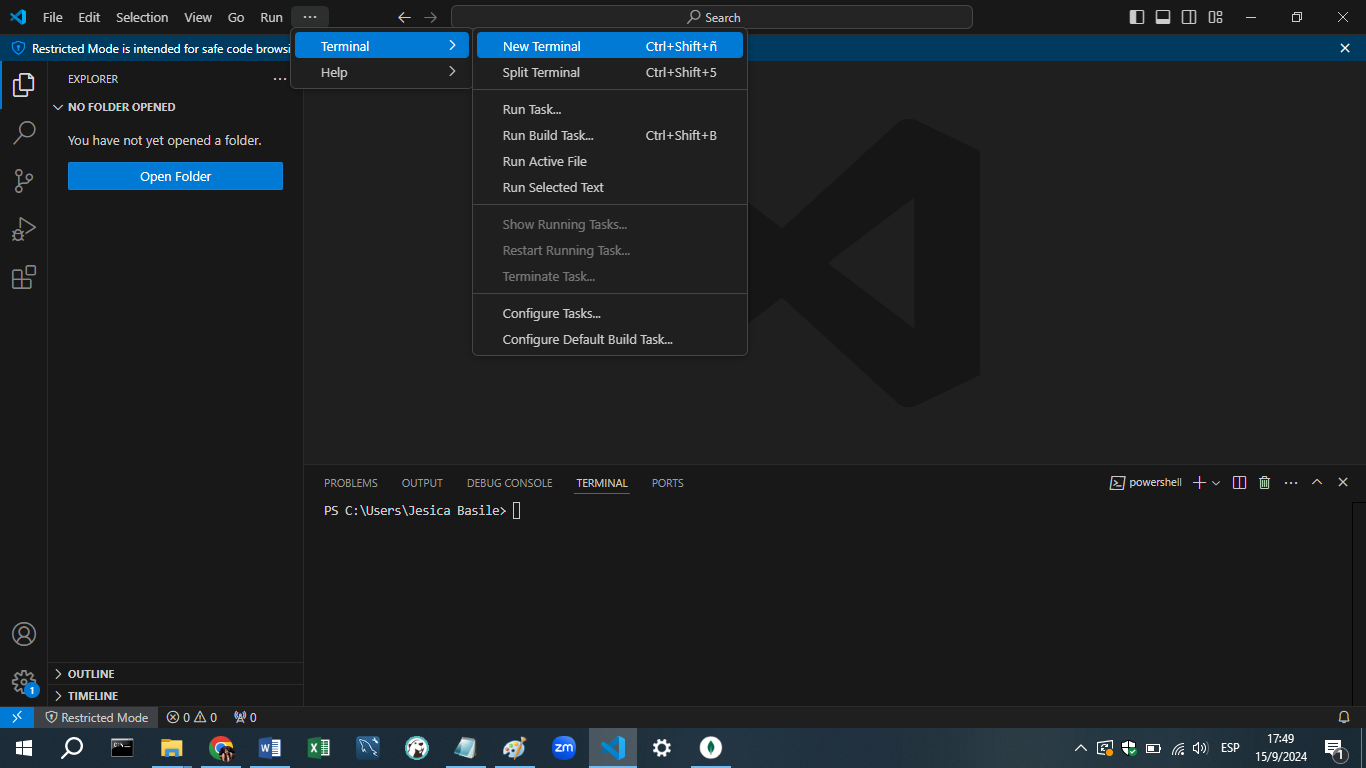 File Edit Selection View Go Run ··· Search
Restricted Mode is intended for safe code browsi
Terminal
Help
New Terminal Ctrl+Shift+ñ
Split Terminal Ctrl+Shift+5
Run Task...
Run Build Task... Ctrl+Shift+B
Run Active File
Run Selected Text
Show Running Tasks...
Restart Running Task...
Terminate Task...
Configure Tasks...
Configure Default Build Task...
EXPLORER ···
NO FOLDER OPENED
You have not yet opened a folder.
Open Folder
PROBLEMS OUTPUT DEBUG CONSOLE TERMINAL PORTS powershell
PS C:\Users\Jesica Basile>
OUTLINE
TIMELINE
1
Restricted Mode 0 0 0
zm
ESP
17:49
15/9/2024
1